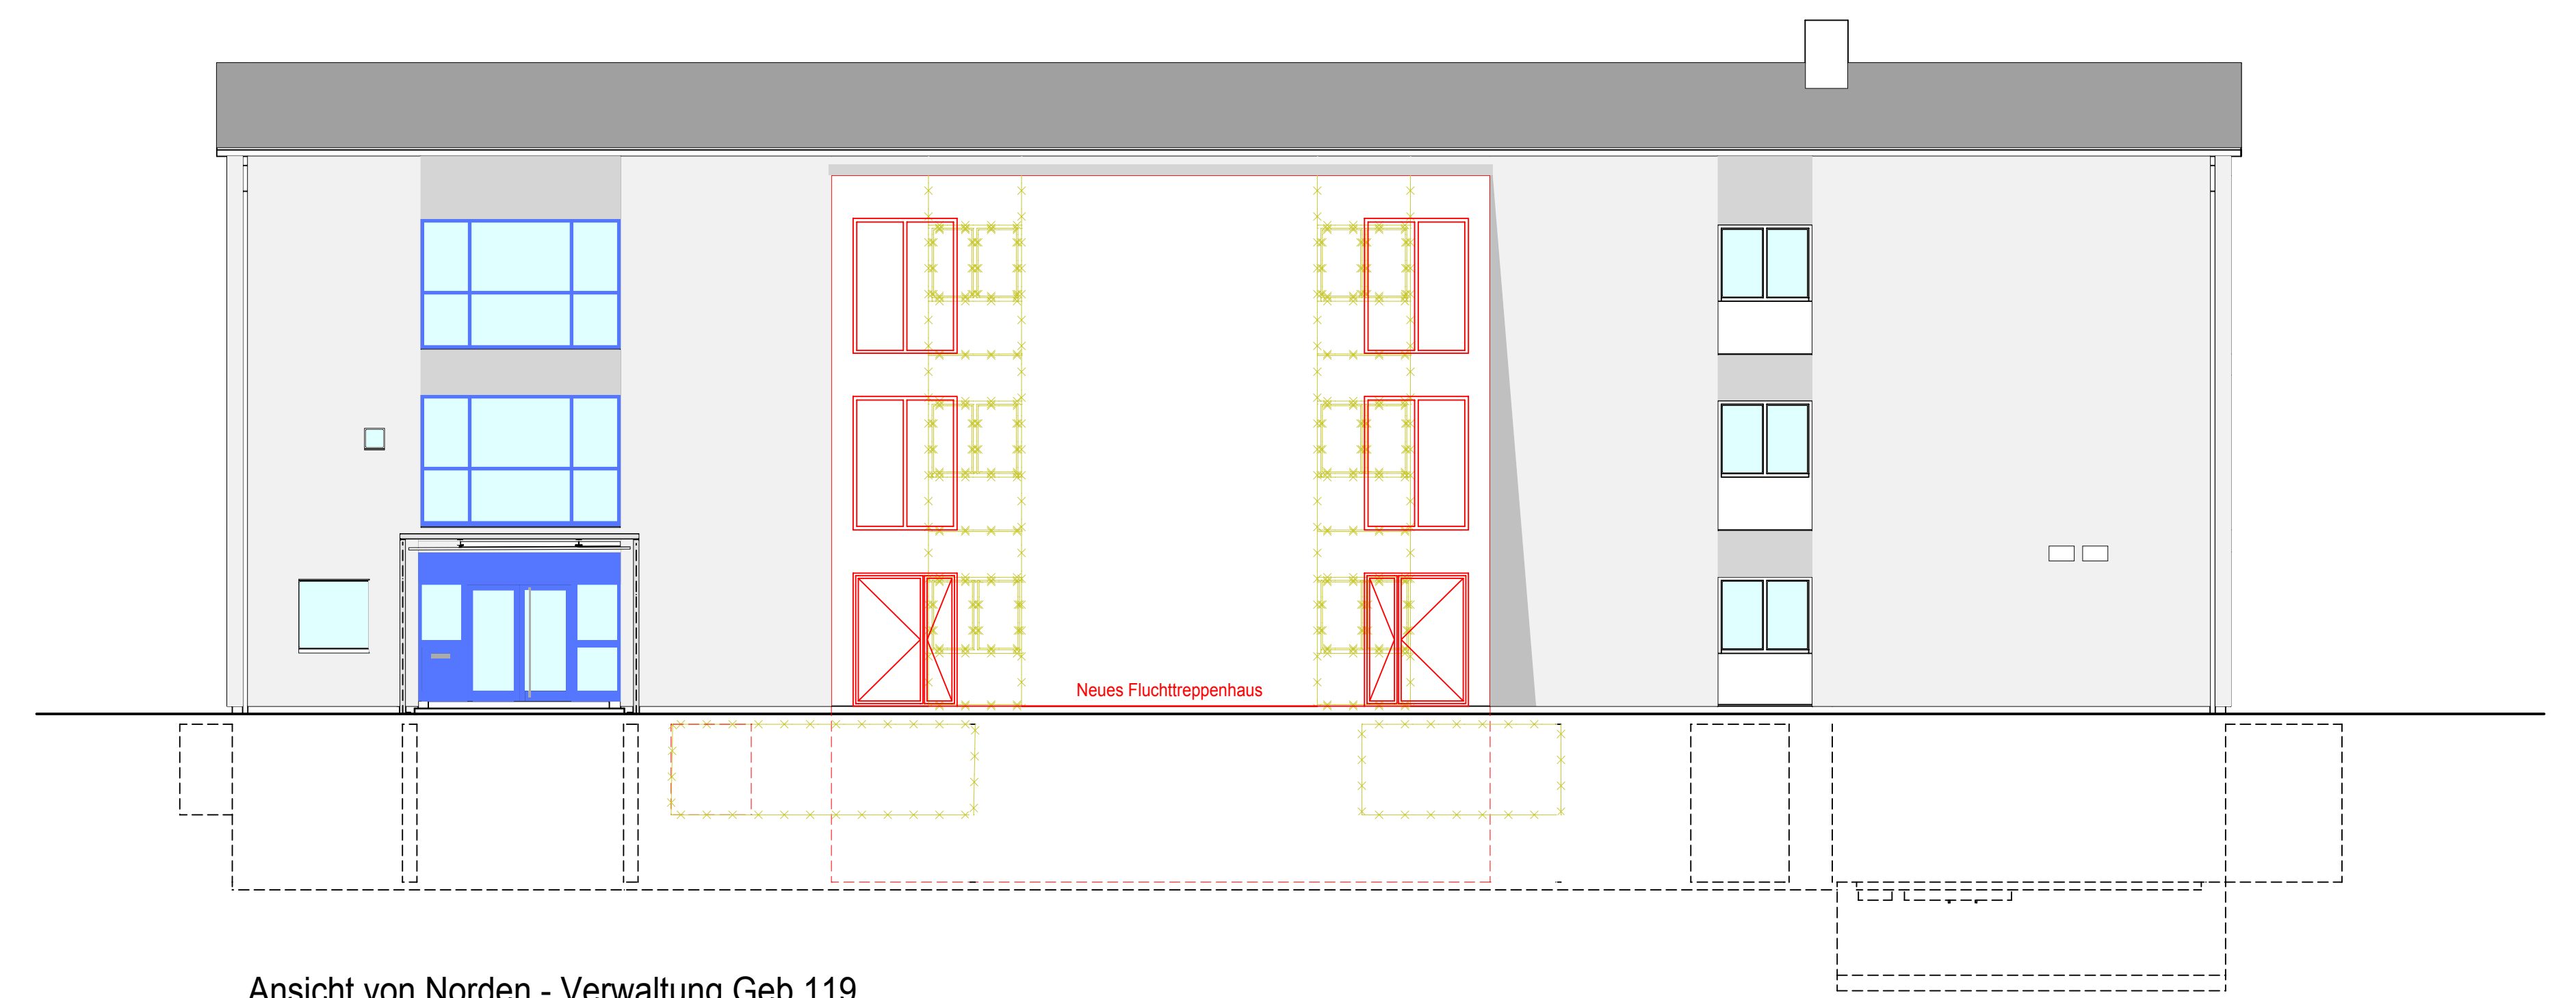 Neues Fluchttreppenhaus
Ansicht von Norden - Verwaltung Geb 119